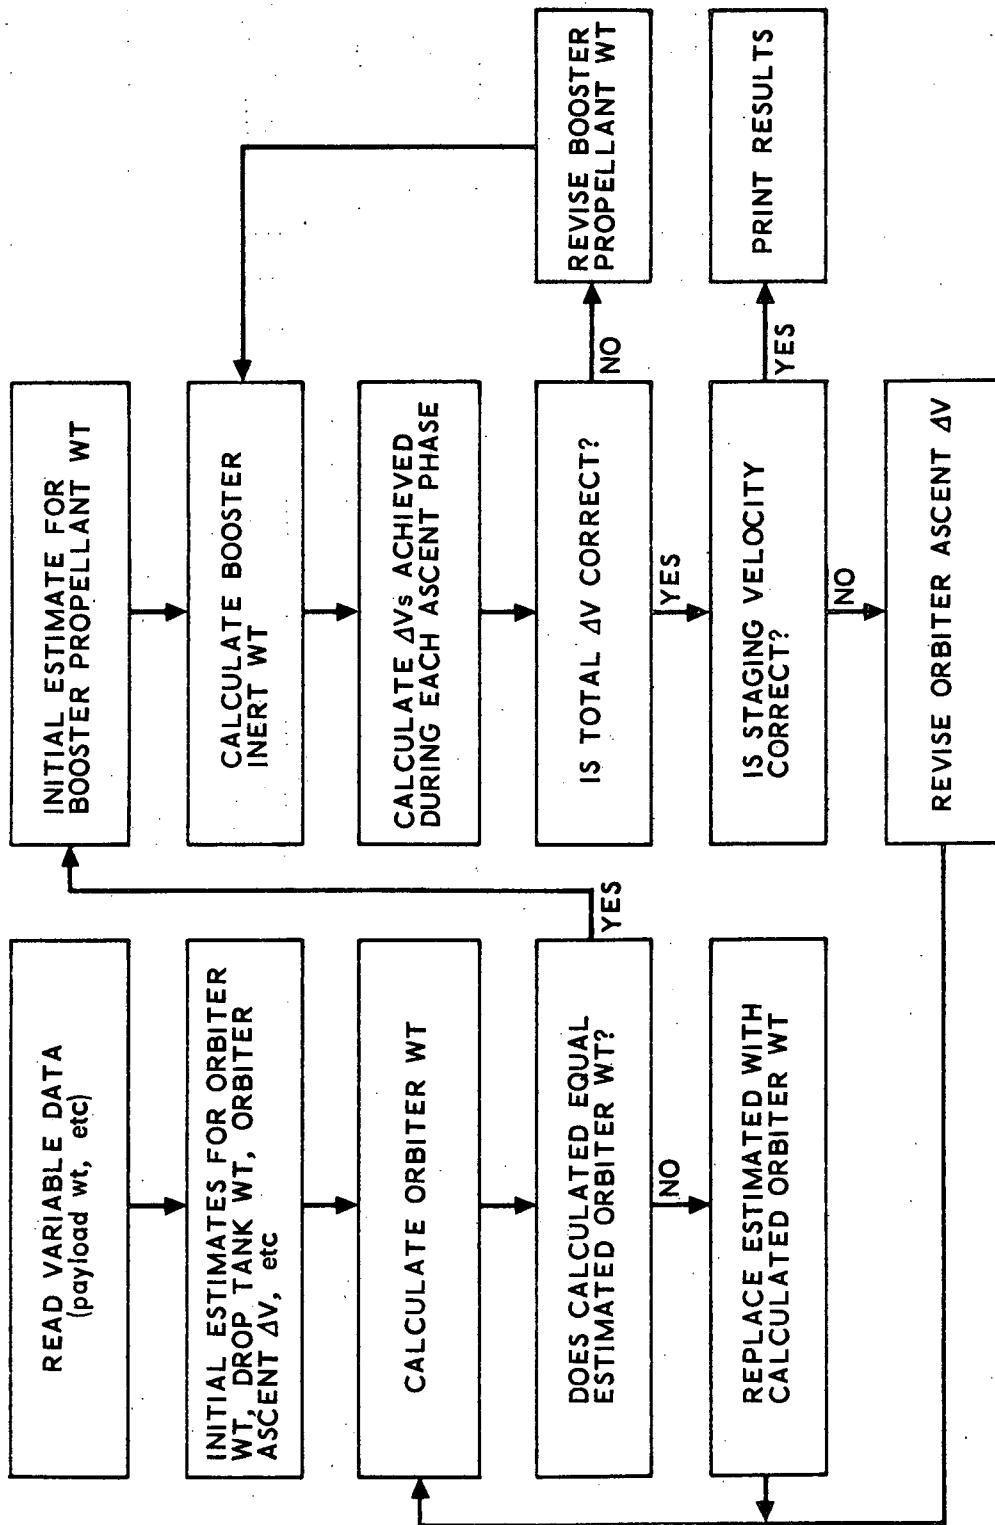 READ VARIABLE DATA
(payload wt, etc)
INITIAL ESTIMATES FOR ORBITER
WT, DROP TANK WT, ORBITER
ASCENT ΔV, etc
CALCULATE ORBITER WT
DOES CALCULATED EQUAL
ESTIMATED ORBITER WT?
YES
NO
REPLACE ESTIMATED WITH
CALCULATED ORBITER WT
INITIAL ESTIMATE FOR
BOOSTER PROPELLANT WT
CALCULATE BOOSTER
INERT WT
CALCULATE ΔVs ACHIEVED
DURING EACH ASCENT PHASE
IS TOTAL ΔV CORRECT?
NO
YES
REVISE BOOSTER
PROPELLANT WT
IS STAGING VELOCITY
CORRECT?
YES
NO
PRINT RESULTS
REVISE ORBITER ASCENT ΔV